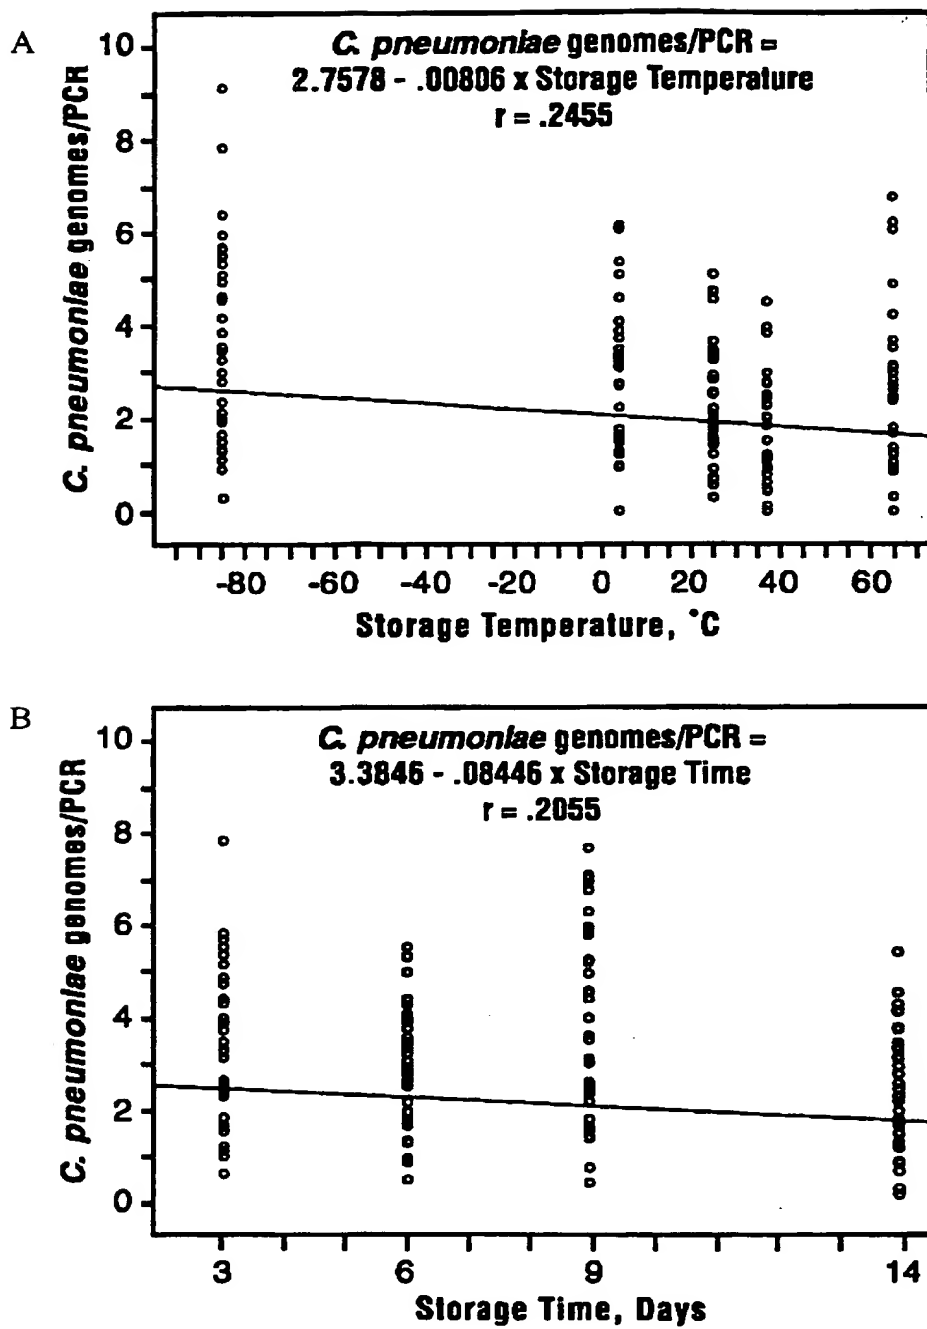 A
C. pneumoniae genomes/PCR =
2.7578 - .00806 x Storage Temperature
r = .2455
C. pneumoniae genomes/PCR
10
8
6
4
2
0
-80 -60 -40 -20 0 20 40 60
Storage Temperature, °C
B
C. pneumoniae genomes/PCR =
3.3846 - .08446 x Storage Time
r = .2055
C. pneumoniae genomes/PCR
10
8
6
4
2
0
3 6 9 14
Storage Time, Days